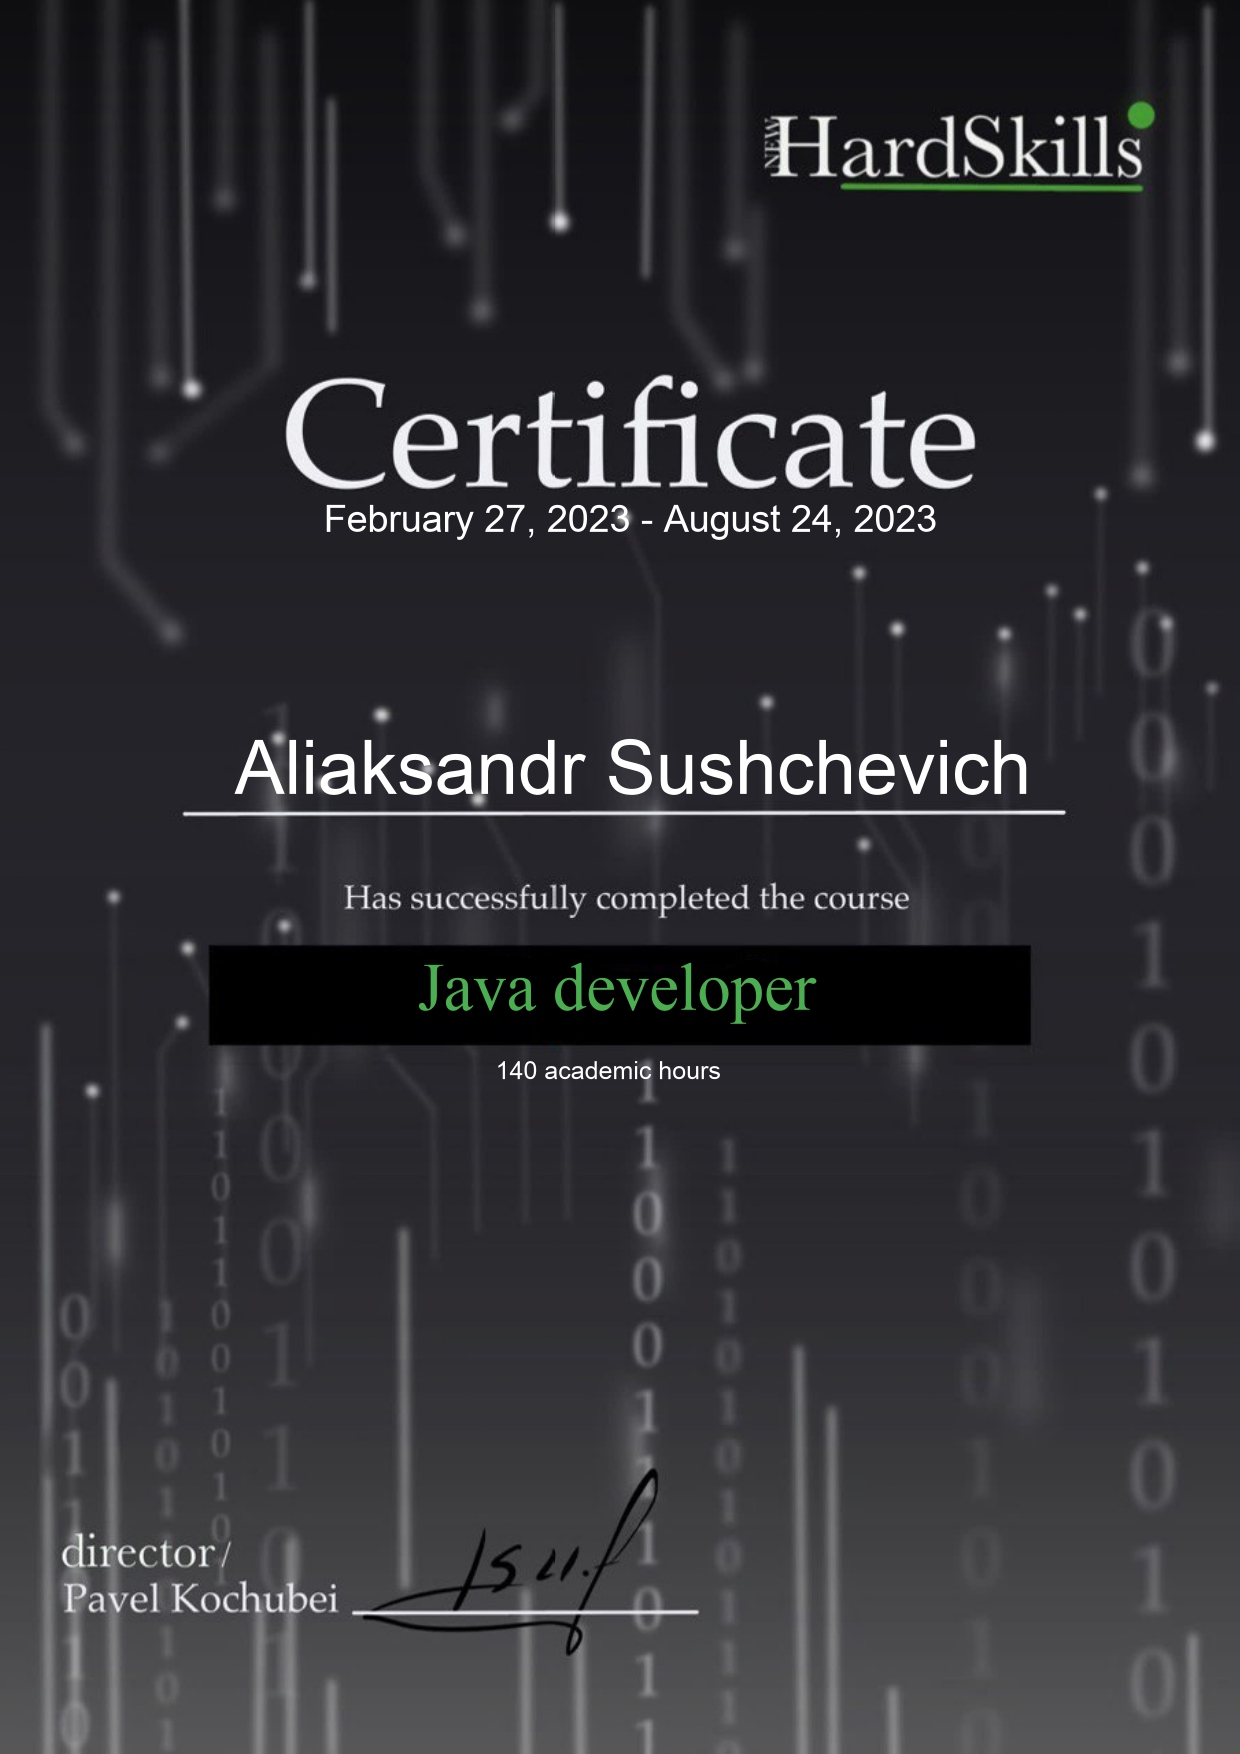 NEW HardSkills
Certificate
February 27, 2023 - August 24, 2023
Aliaksandr Sushchevich
Has successfully completed the course
Java developer
140 academic hours
director/
Pavel Kochubei